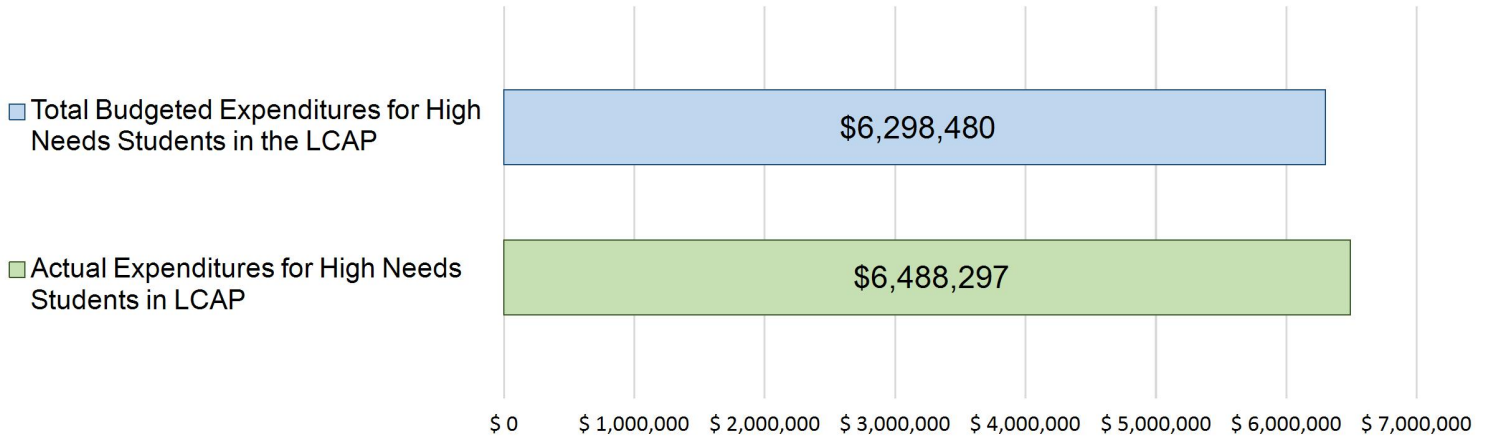 Total Budgeted Expenditures for High
Needs Students in the LCAP
$6,298,480
Actual Expenditures for High Needs
Students in LCAP
$6,488,297
$ 0 $ 1,000,000 $ 2,000,000 $ 3,000,000 $ 4,000,000 $ 5,000,000 $ 6,000,000 $ 7,000,000